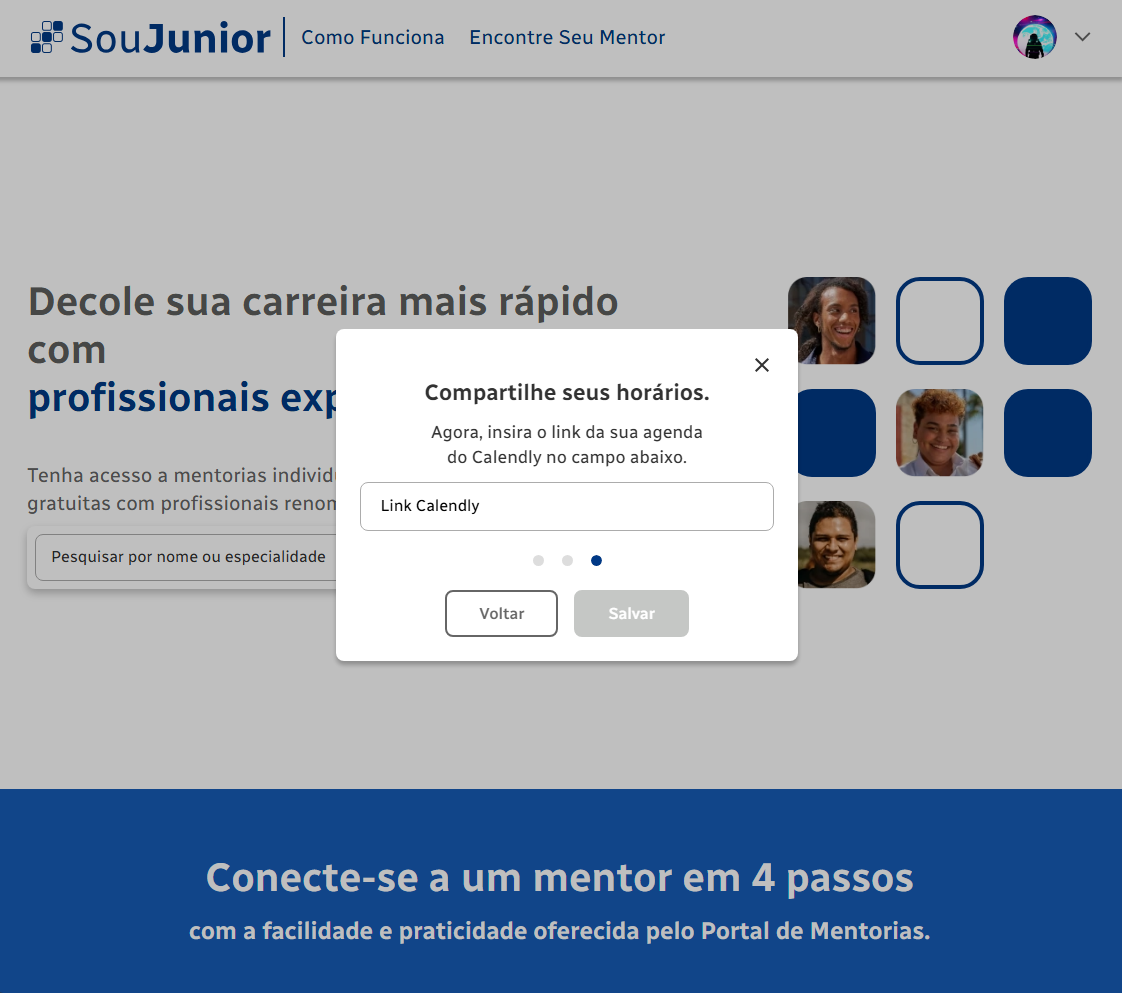 SouJunior
Como Funciona
Encontre Seu Mentor
Decole sua carreira mais rápido
com
profissionais exp
Tenha acesso a mentorias individ
gratuitas com profissionais renom
Pesquisar por nome ou especialidade
Compartilhe seus horários.
Agora, insira o link da sua agenda
do Calendly no campo abaixo.
Link Calendly
Voltar
Salvar
Conecte-se a um mentor em 4 passos
com a facilidade e praticidade oferecida pelo Portal de Mentorias.